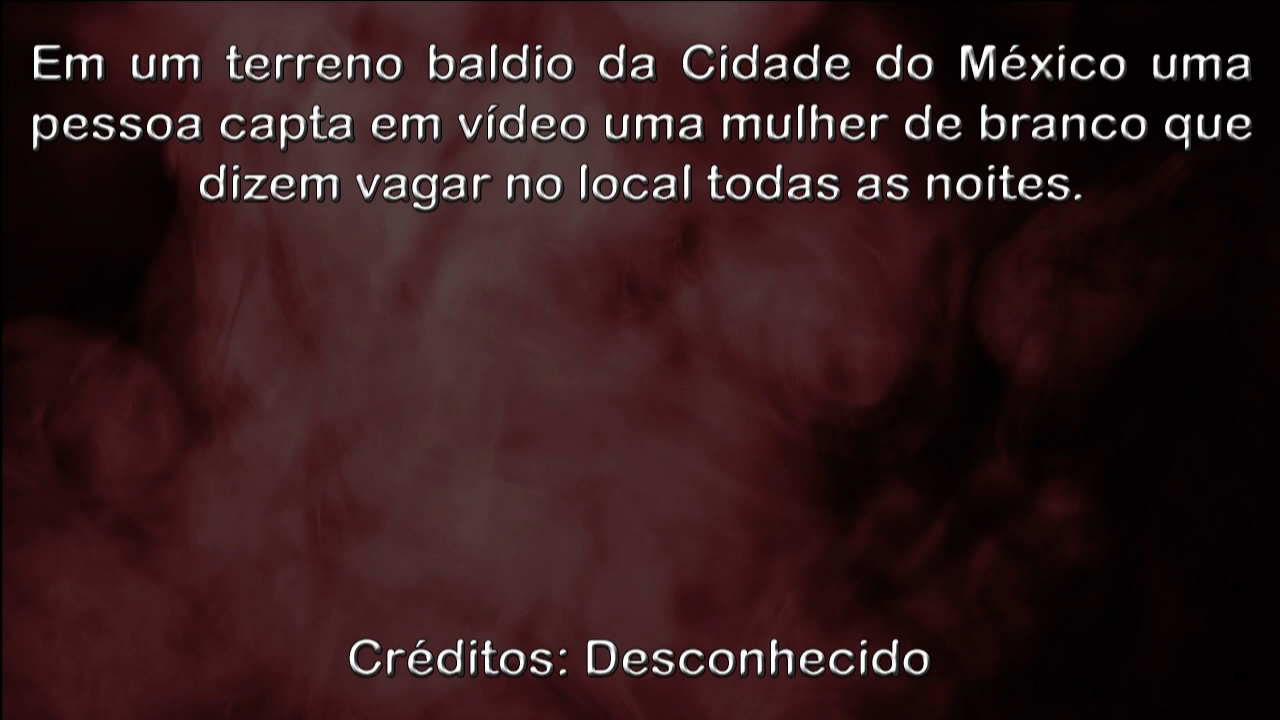 Em um terreno baldio da Cidade do México uma
pessoa capta em vídeo uma mulher de branco que
dizem vagar no local todas as noites.
Créditos: Desconhecido